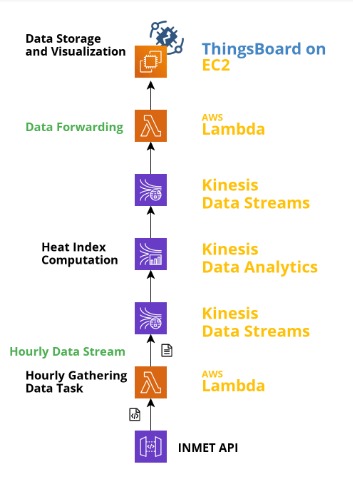 Data Storage
and Visualization
ThingsBoard on
EC2
Data Forwarding
AWS
Lambda
Kinesis
Data Streams
Heat Index
Computation
Kinesis
Data Analytics
Kinesis
Data Streams
Hourly Data Stream
Hourly Gathering
Data Task
AWS
Lambda
INMET API